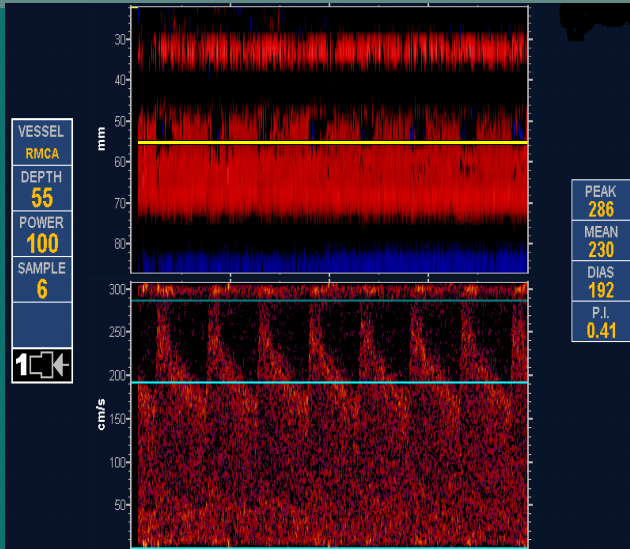 VESSEL
RMCA
DEPTH
55
POWER
100
SAMPLE
6
1
mm
30
40
50
60
70
80
cm/s
300
250
200
150
100
50
PEAK
286
MEAN
230
DIAS
192
P.I.
0.41